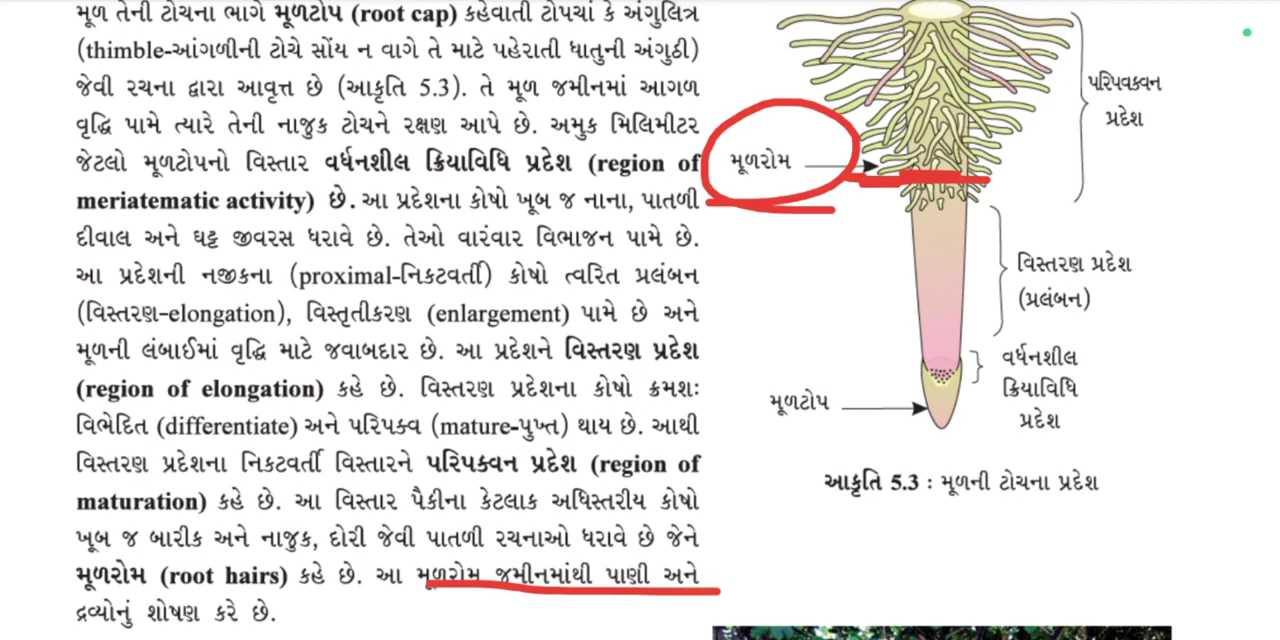 મૂળ તેની ટોચના ભાગે મૂળટોપ (root cap) કહેવાતી ટોપચાં કે અંગુલિત્ર
(thimble-આંગળીની ટોચે સોંય ન વાગે તે માટે પહેરાતી ધાતુની અંગુઠી)
જેવી રચના દ્વારા આવૃત્ત છે (આકૃતિ 5.3). તે મૂળ જમીનમાં આગળ
વૃદ્ધિ પામે ત્યારે તેની નાજુક ટોચને રક્ષણ આપે છે. અમુક મિલિમીટર
જેટલો મૂળટોપનો વિસ્તાર વર્ધનશીલ ક્રિયાવિધિ પ્રદેશ (region of
meriatematic activity) છે. આ પ્રદેશના કોષો ખૂબ જ નાના, પાતળી
દીવાલ અને ઘટ્ટ જીવરસ ધરાવે છે. તેઓ વારંવાર વિભાજન પામે છે.
આ પ્રદેશની નજીકના (proximal-નિકટવર્તી) કોષો ત્વરિત પ્રલંબન
(વિસ્તરણ-elongation), વિસ્તૃતીકરણ (enlargement) પામે છે અને
મૂળની લંબાઈમાં વૃદ્ધિ માટે જવાબદાર છે. આ પ્રદેશને વિસ્તરણ પ્રદેશ
(region of elongation) કહે છે. વિસ્તરણ પ્રદેશના કોષો ક્રમશઃ
વિભેદિત (differentiate) અને પરિપક્વ (mature-પુખ્ત) થાય છે. આથી
વિસ્તરણ પ્રદેશના નિકટવર્તી વિસ્તારને પરિપક્વન પ્રદેશ (region of
maturation) કહે છે. આ વિસ્તાર પૈકીના કેટલાક અધિસ્તરીય કોષો
ખૂબ જ બારીક અને નાજુક, દોરી જેવી પાતળી રચનાઓ ધરાવે છે જેને
મૂળરોમ (root hairs) કહે છે. આ મૂળરોમ જમીનમાંથી પાણી અને
દ્રવ્યોનું શોષણ કરે છે.
પરિપક્વન
પ્રદેશ
મૂળરોમ
વિસ્તરણ પ્રદેશ
(પ્રલંબન)
વર્ધનશીલ
ક્રિયાવિધિ
પ્રદેશ
મૂળટોપ
આકૃતિ 5.3 : મૂળની ટોચના પ્રદેશ